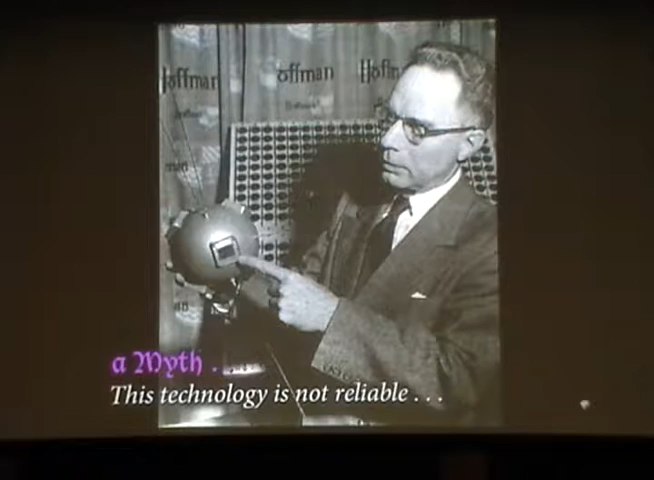 Hoffman offman Hoffm
a Myth . . .
This technology is not reliable . . .